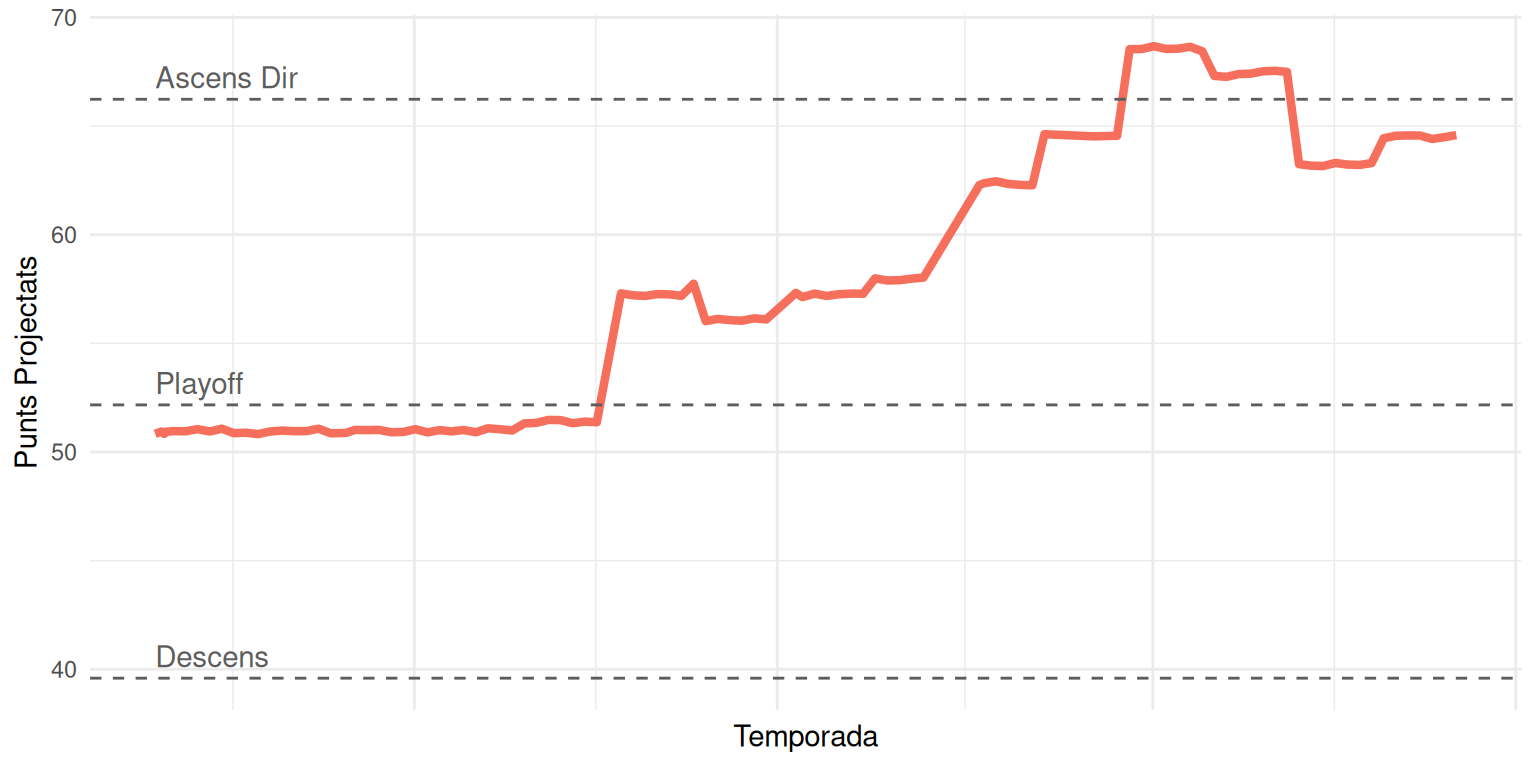 70
Ascens Dir
60
Playoff
50
Descens
40
Punts Projectats
Temporada